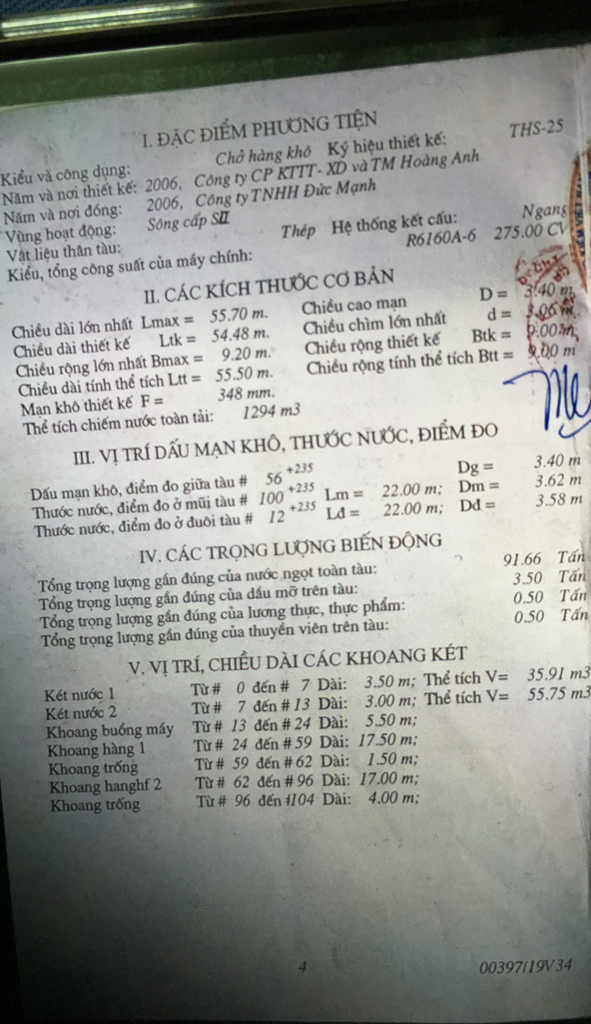 I. ĐẶC ĐIỂM PHƯƠNG TIỆN
Kiểu và công dụng: Chở hàng khô Ký hiệu thiết kế: THS-25
Năm và nơi thiết kế: 2006, Công ty CP KTTT- XD và TM Hoàng Anh
Năm và nơi đóng: 2006, Công ty TNHH Đức Mạnh
Vùng hoạt động: Sông cấp SII
Vật liệu thân tàu: Thép Hệ thống kết cấu: Ngang
Kiểu, tổng công suất của máy chính: R6160A-6 275.00 CV
II. CÁC KÍCH THƯỚC CƠ BẢN
Chiều dài lớn nhất Lmax = 55.70 m. Chiều cao mạn D = 3.40 m
Chiều dài thiết kế Ltk = 54.48 m. Chiều chìm lớn nhất d = 3.06 m
Chiều rộng lớn nhất Bmax = 9.20 m. Chiều rộng thiết kế Btk = 9.00 m
Chiều dài tính thể tích Ltt = 55.50 m. Chiều rộng tính thể tích Btt = 9.00 m
Mạn khô thiết kế F = 348 mm.
Thể tích chiếm nước toàn tải: 1294 m3
III. VỊ TRÍ DẤU MẠN KHÔ, THƯỚC NƯỚC, ĐIỂM ĐO
Dấu mạn khô, điểm đo giữa tàu # 56 +235 Dg = 3.40 m
Thước nước, điểm đo ở mũi tàu # 100 +235 Lm = 22.00 m; Dm = 3.62 m
Thước nước, điểm đo ở đuôi tàu # 12 +235 Lđ = 22.00 m; Dđ = 3.58 m
IV. CÁC TRỌNG LƯỢNG BIẾN ĐỘNG
Tổng trọng lượng gần đúng của nước ngọt toàn tàu: 91.66 Tấn
Tổng trọng lượng gần đúng của dầu mỡ trên tàu: 3.50 Tấn
Tổng trọng lượng gần đúng của lương thực, thực phẩm: 0.50 Tấn
Tổng trọng lượng gần đúng của thuyền viên trên tàu: 0.50 Tấn
V. VỊ TRÍ, CHIỀU DÀI CÁC KHOANG KÉT
Két nước 1 Từ # 0 đến # 7 Dài: 3.50 m; Thể tích V= 35.91 m3
Két nước 2 Từ # 7 đến # 13 Dài: 3.00 m; Thể tích V= 55.75 m3
Khoang buồng máy Từ # 13 đến # 24 Dài: 5.50 m;
Khoang hàng 1 Từ # 24 đến # 59 Dài: 17.50 m;
Khoang trống Từ # 59 đến # 62 Dài: 1.50 m;
Khoang hanghf 2 Từ # 62 đến # 96 Dài: 17.00 m;
Khoang trống Từ # 96 đến #104 Dài: 4.00 m;
4
00397/19V34